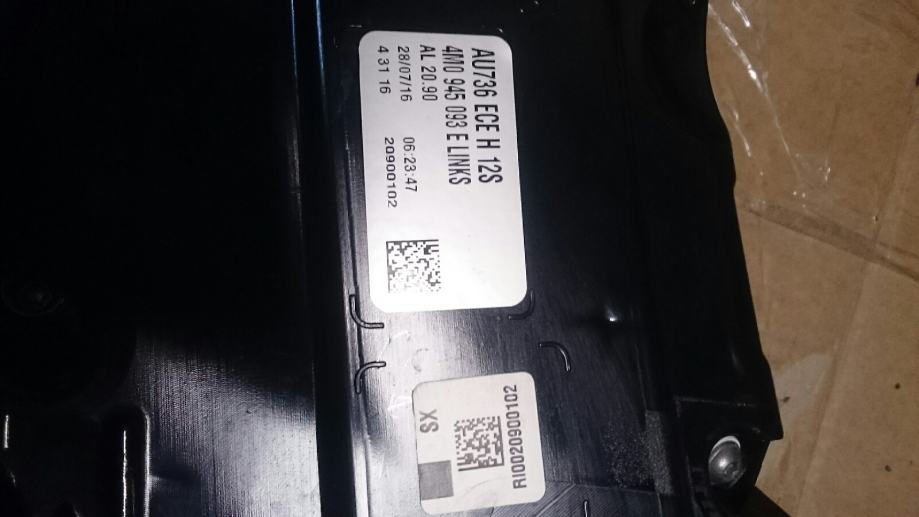 AU736 ECE H 12S
4M0 945 093 E LINKS
AL 20.90
28/07/16 06:23:47
4 31 16 20900102
SX
A10020900102